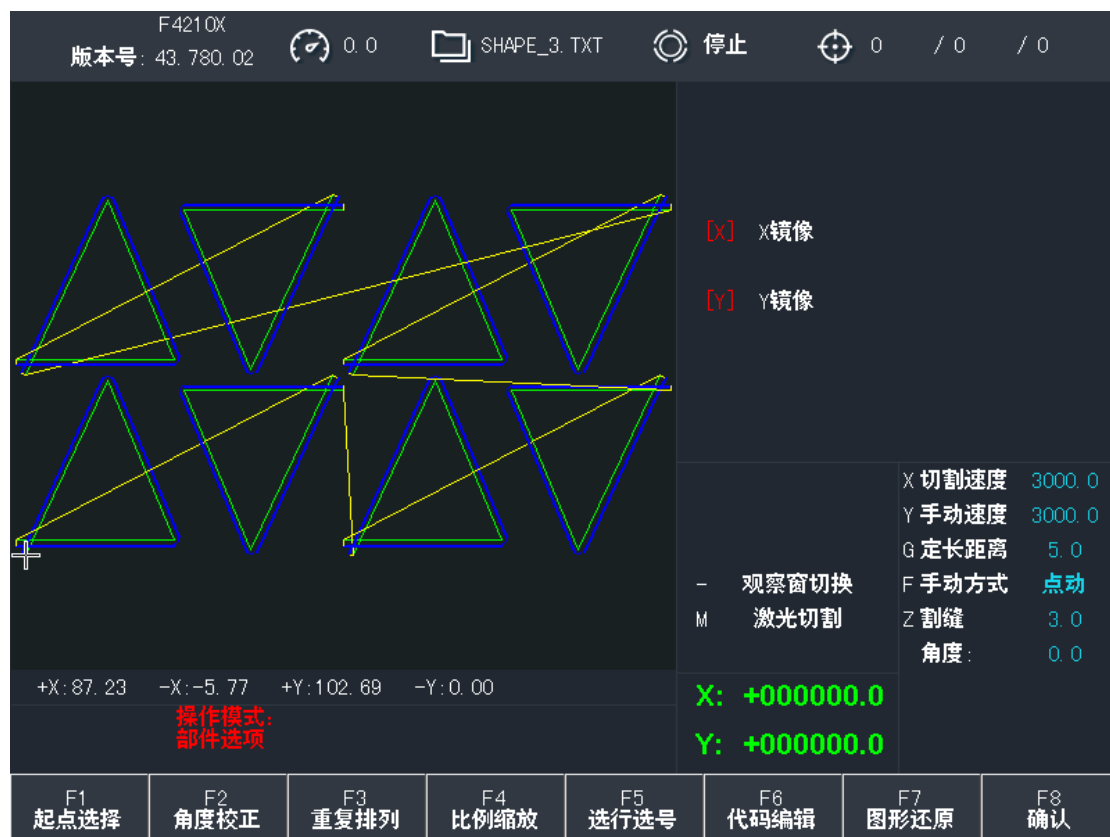 F4210X
版本号: 43.780.02
0.0
SHAPE_3.TXT
停止
0 / 0 / 0
[X] X镜像
[Y] Y镜像
X 切割速度 3000.0
Y 手动速度 3000.0
G 定长距离 5.0
- 观察窗切换
F 手动方式 点动
M 激光切割
Z 割缝 3.0
角度: 0.0
+X:87.23 -X:-5.77 +Y:102.69 -Y:0.00
操作模式:
部件选项
X: +000000.0
Y: +000000.0
F1
起点选择
F2
角度校正
F3
重复排列
F4
比例缩放
F5
选行选号
F6
代码编辑
F7
图形还原
F8
确认